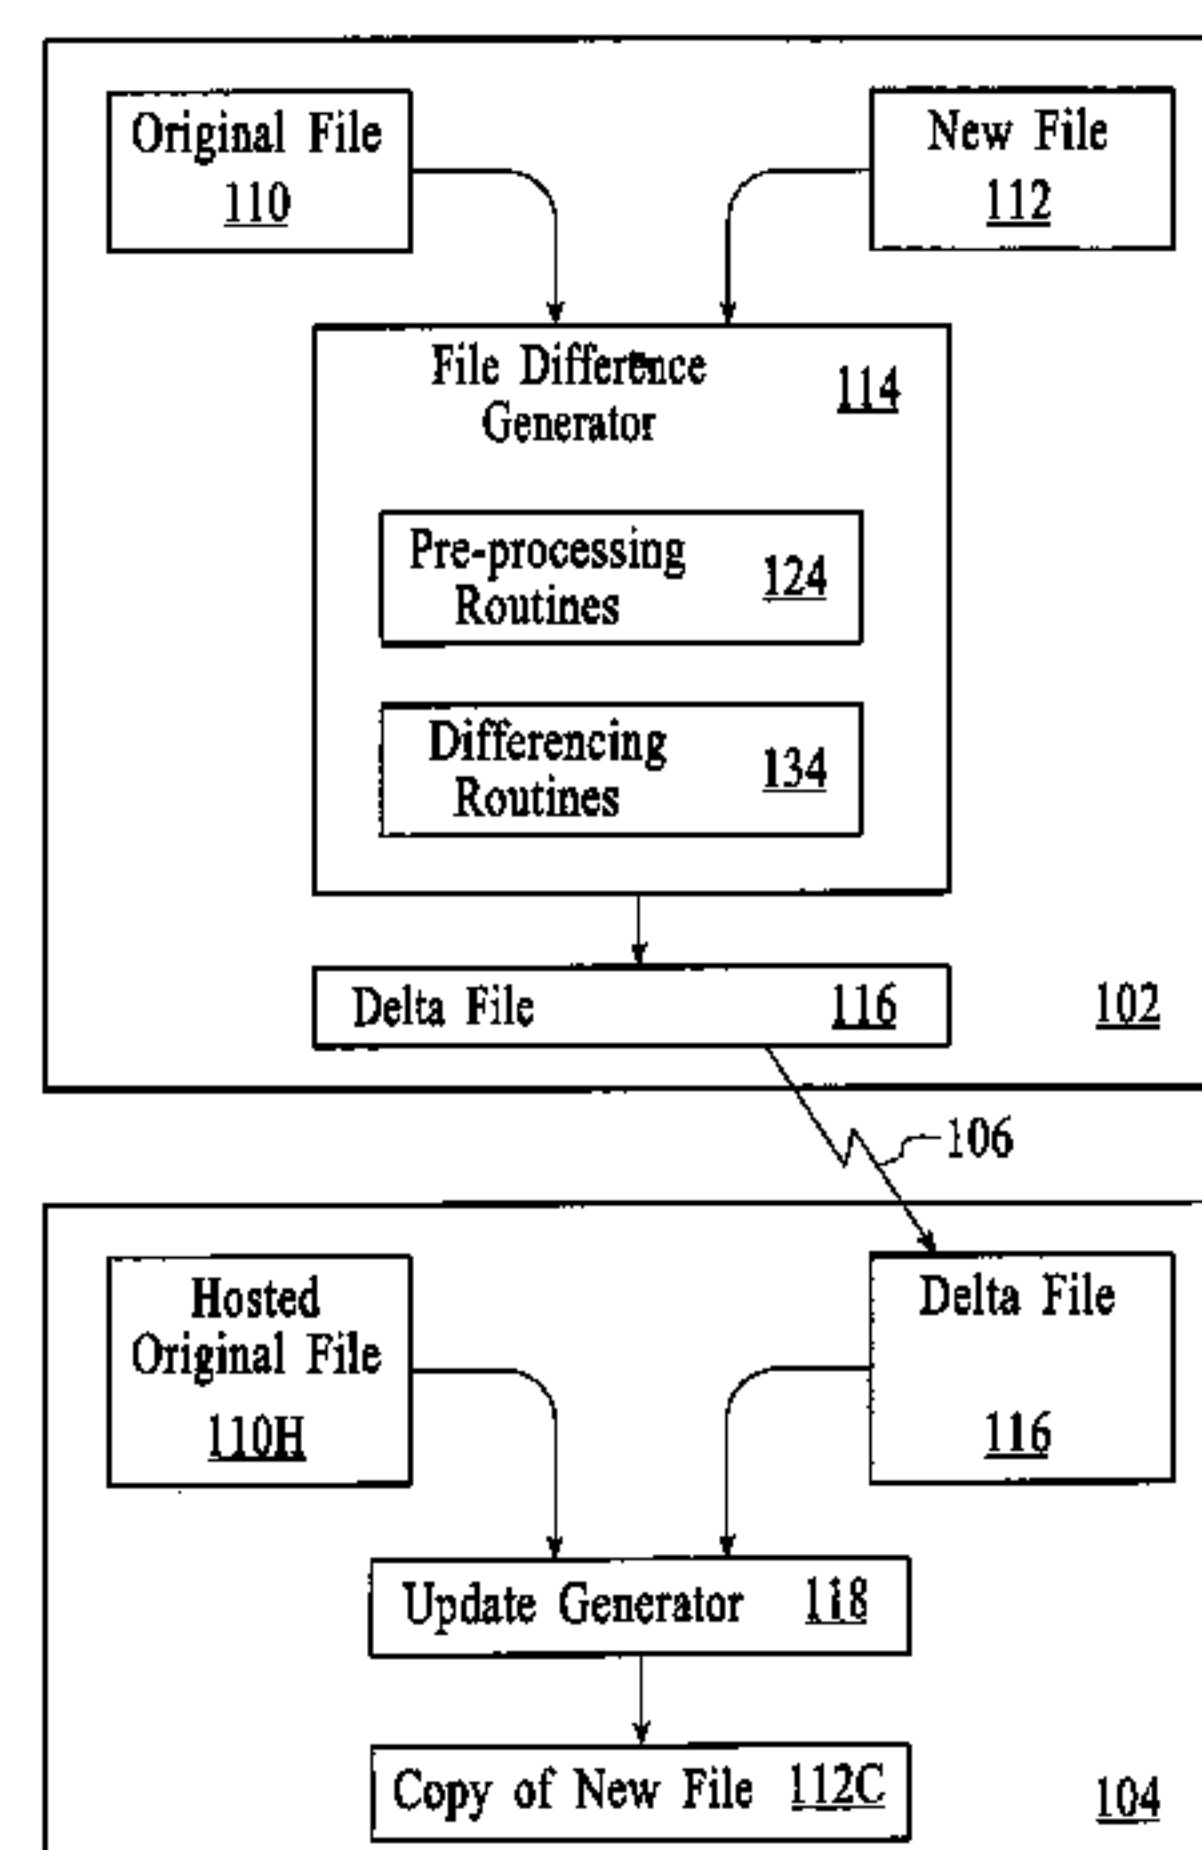 Original File
110
New File
112
File Difference
Generator
114
Pre-processing
Routines
124
Differencing
Routines
134
Delta File
116
102
106
Hosted
Original File
110H
Delta File
116
Update Generator 118
Copy of New File 112C
104